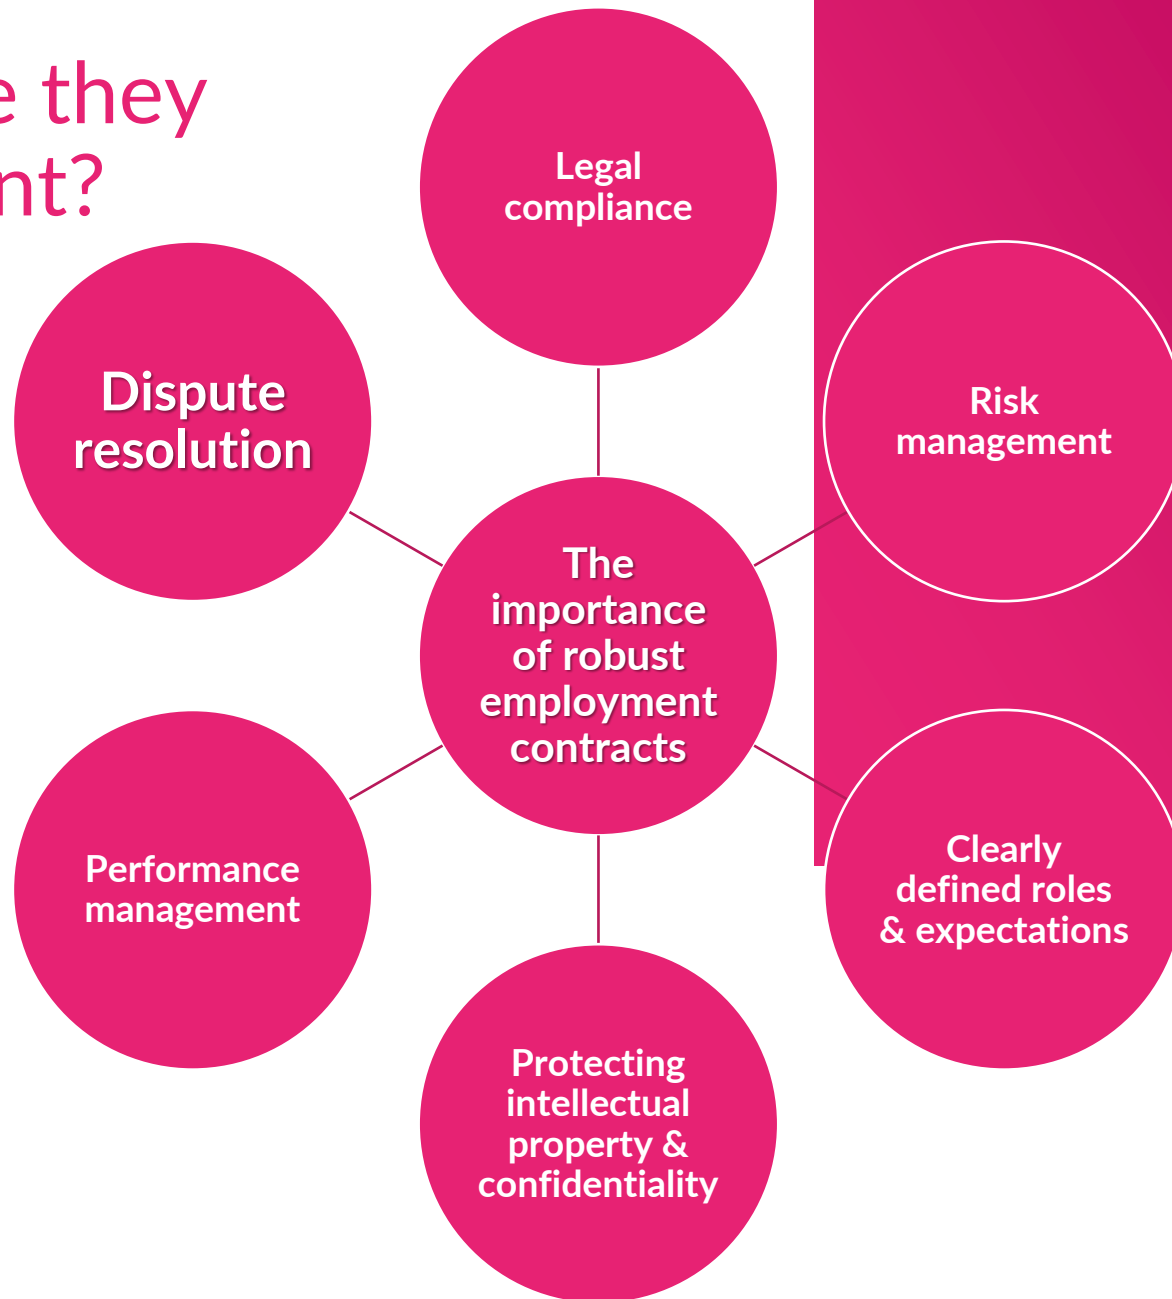 e they
nt?
Legal
compliance
Dispute
resolution
Risk
management
The
importance
of robust
employment
contracts
Performance
management
Clearly
defined roles
& expectations
Protecting
intellectual
property &
confidentiality